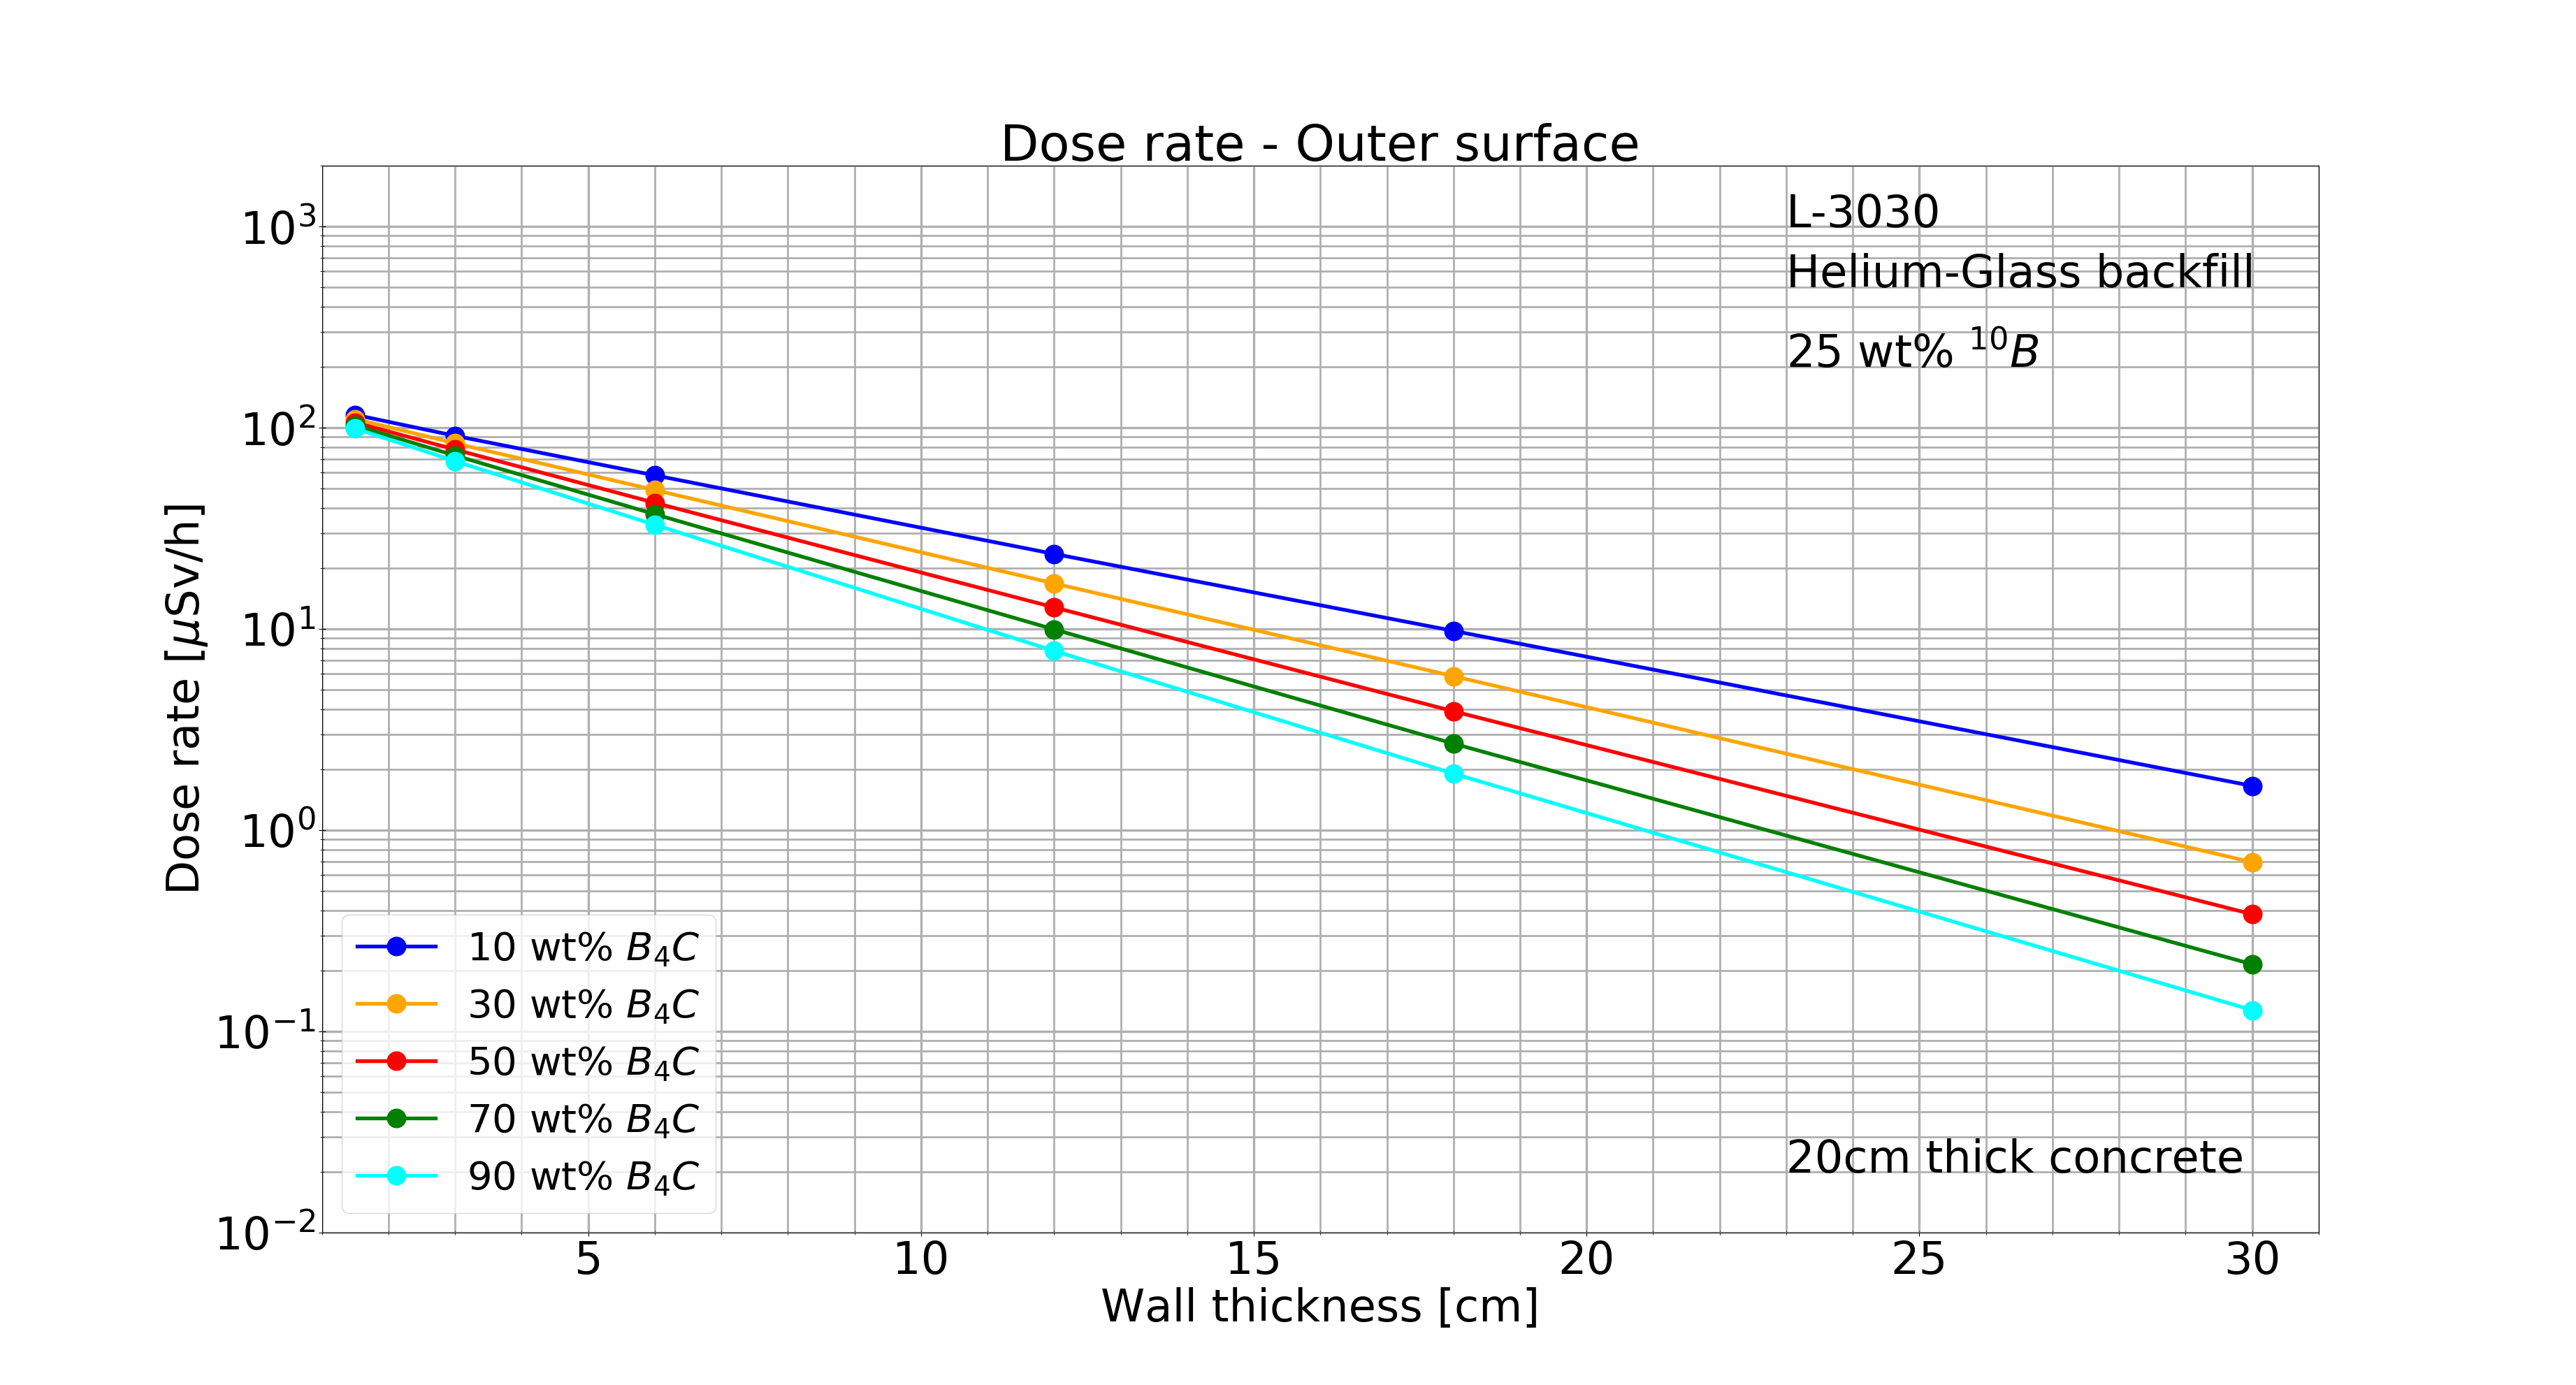 Dose rate - Outer surface
L-3030
Helium-Glass backfill
25 wt% ¹⁰B
20cm thick concrete
Dose rate [μSv/h]
10³
10²
10¹
10⁰
10⁻¹
10⁻²
10 wt% B₄C
30 wt% B₄C
50 wt% B₄C
70 wt% B₄C
90 wt% B₄C
5 10 15 20 25 30
Wall thickness [cm]